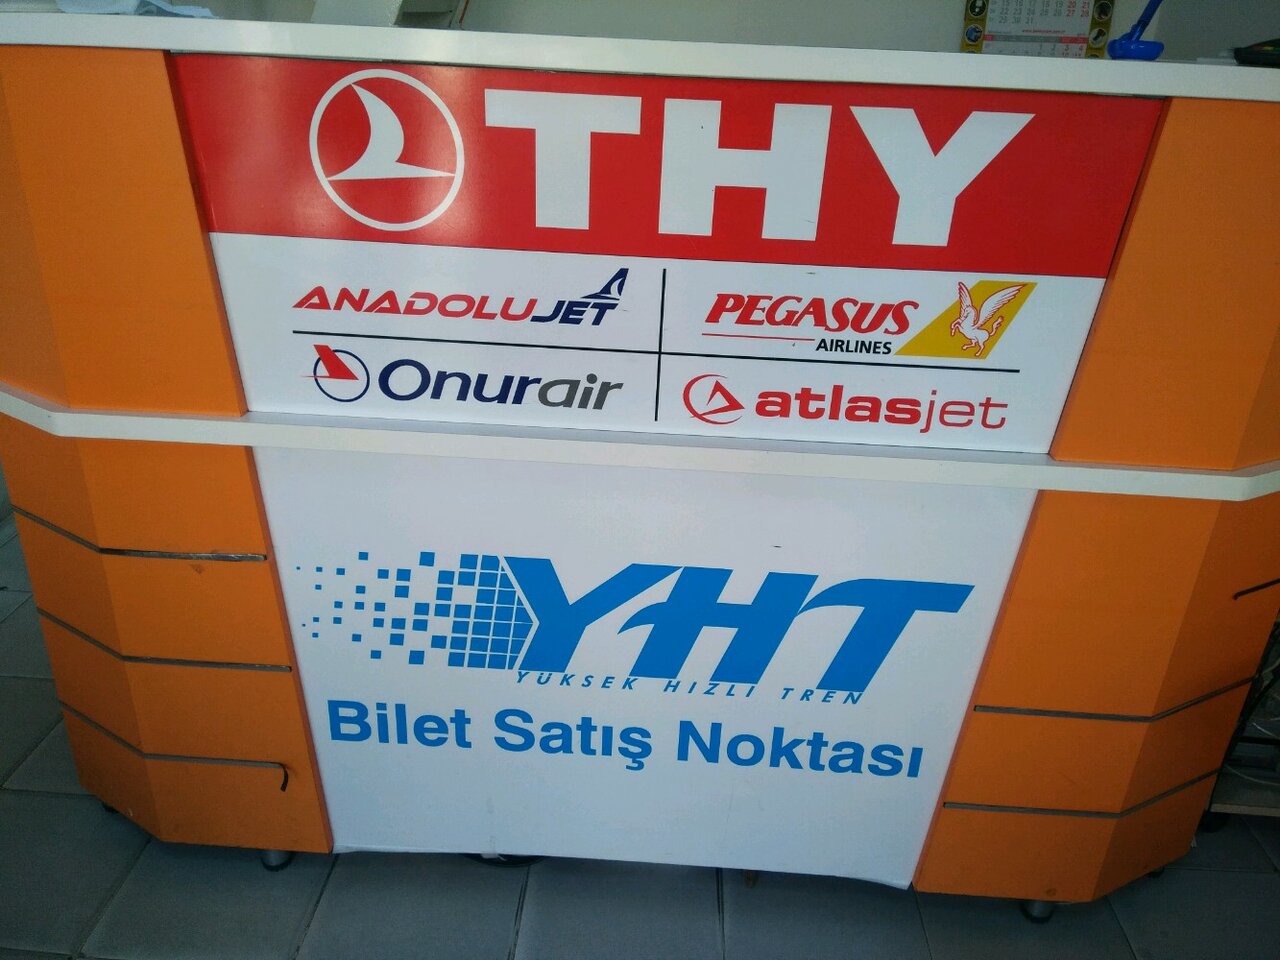 THY
ANADOLUJET
PEGASUS
AIRLINES
Onurair
atlasjet
YHT
YÜKSEK HIZLI TREN
Bilet Satış Noktası